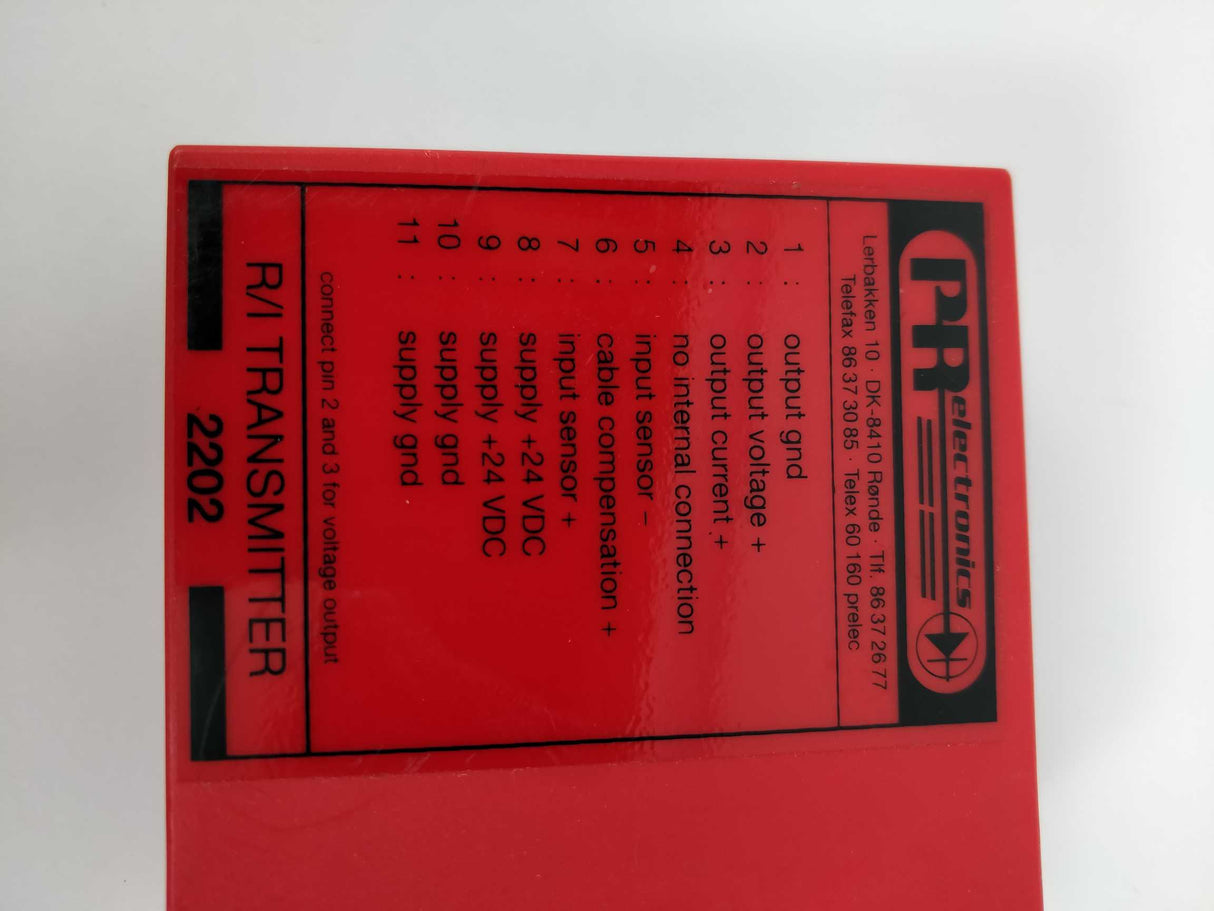 PR electronics
Lerbakken 10 · DK-8410 Rønde · Tlf. 86 37 26 77
Telefax 86 37 30 85 · Telex 60 160 prelec
1 : output gnd
2 : output voltage +
3 : output current +
4 : no internal connection
5 : input sensor –
6 : cable compensation +
7 : input sensor +
8 : supply +24 VDC
9 : supply +24 VDC
10 : supply gnd
11 : supply gnd
connect pin 2 and 3 for voltage output
R/I TRANSMITTER
2202